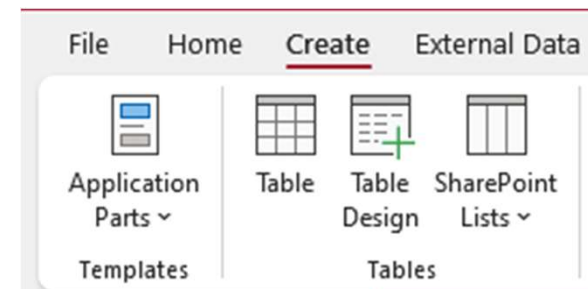 File Home Create External Data
Application Parts
Table
Table Design
SharePoint Lists
Templates
Tables